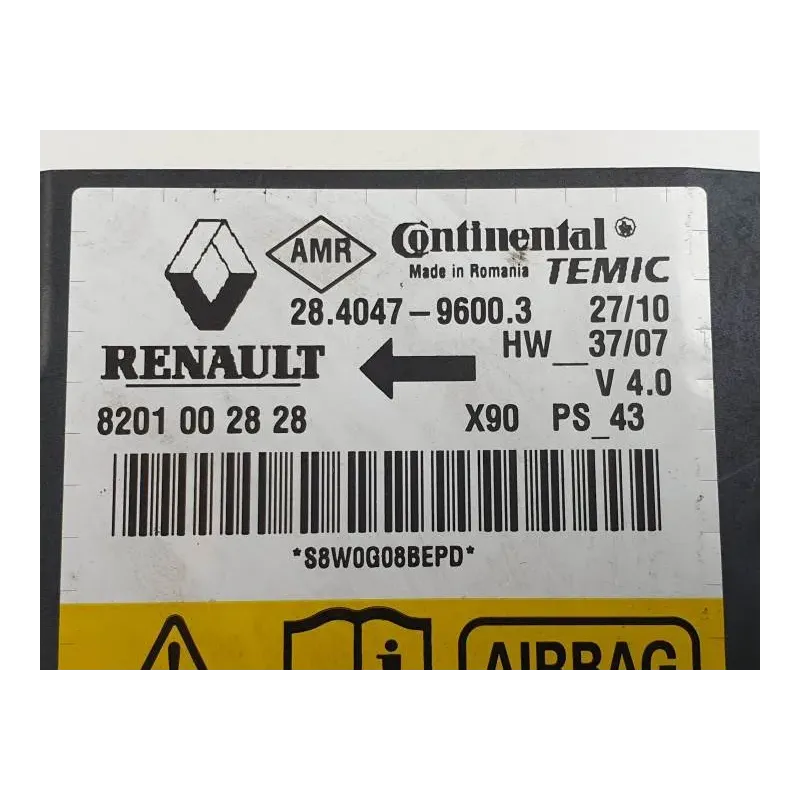 AMR Continental
Made in Romania TEMIC
28.4047-9600.3 27/10
RENAULT HW_37/07
V 4.0
8201 00 28 28 X90 PS_43
*S8W0G08BEPD*
i AIRBAG